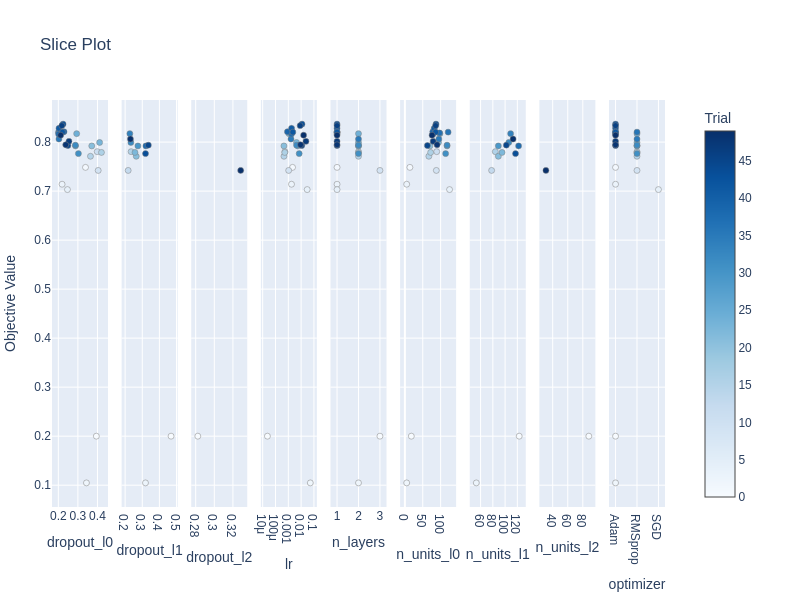 Slice Plot
Trial
Objective Value
0.8
0.7
0.6
0.5
0.4
0.3
0.2
0.1
0.2 0.3 0.4
dropout_l0
0.2 0.3 0.4 0.5
dropout_l1
0.28 0.3 0.32
dropout_l2
10μ 100μ 0.001 0.01 0.1
lr
1 2 3
n_layers
0 50 100
n_units_l0
60 80 100 120
n_units_l1
40 60 80
n_units_l2
Adam RMSprop SGD
optimizer
45
40
35
30
25
20
15
10
5
0